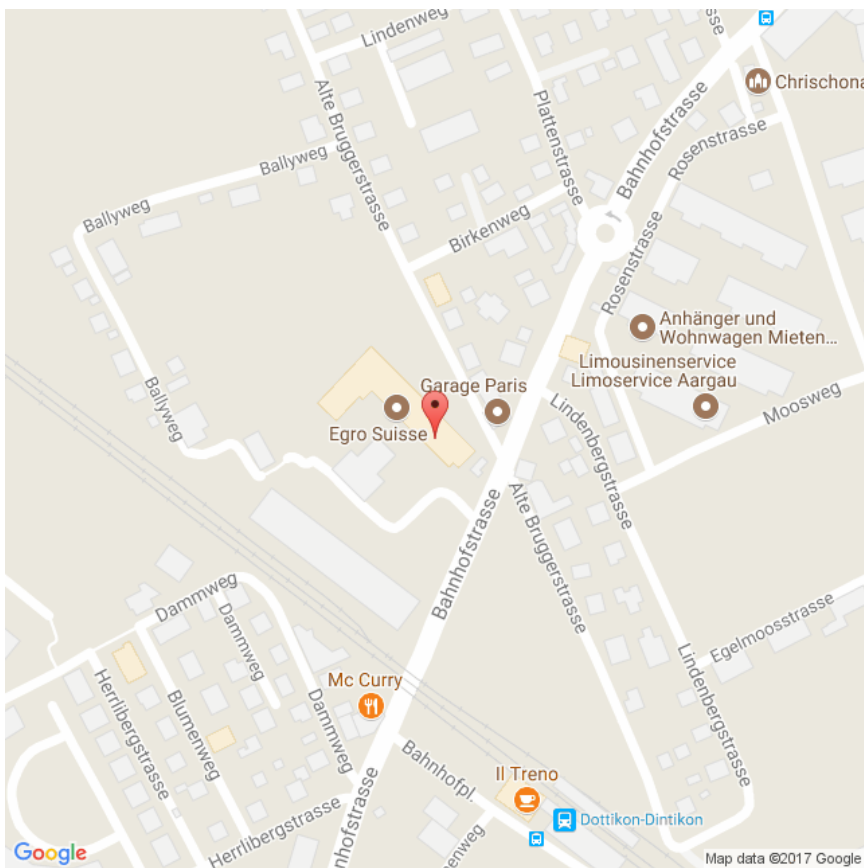 Lindenweg
Chrischona
Alte Bruggerstrasse
Plattenstrasse
Bahnhofstrasse
Rosenstrasse
Ballyweg
Ballyweg
Birkenweg
Rosenstrasse
Anhänger und
Wohnwagen Mieten...
Limousinenservice
Limoservice Aargau
Garage Paris
Ballyweg
Egro Suisse
Lindenbergstrasse
Moosweg
Bahnhofstrasse
Alte Bruggerstrasse
Dammweg
Dammweg
Egelmoosstrasse
Herrlibergstrasse
Blumenweg
Dammweg
Mc Curry
Lindenbergstrasse
Bahnhofpl.
Il Treno
Dottikon-Dintikon
Herrlibergstrasse
Bahnhofstrasse
Google
Map data ©2017 Google